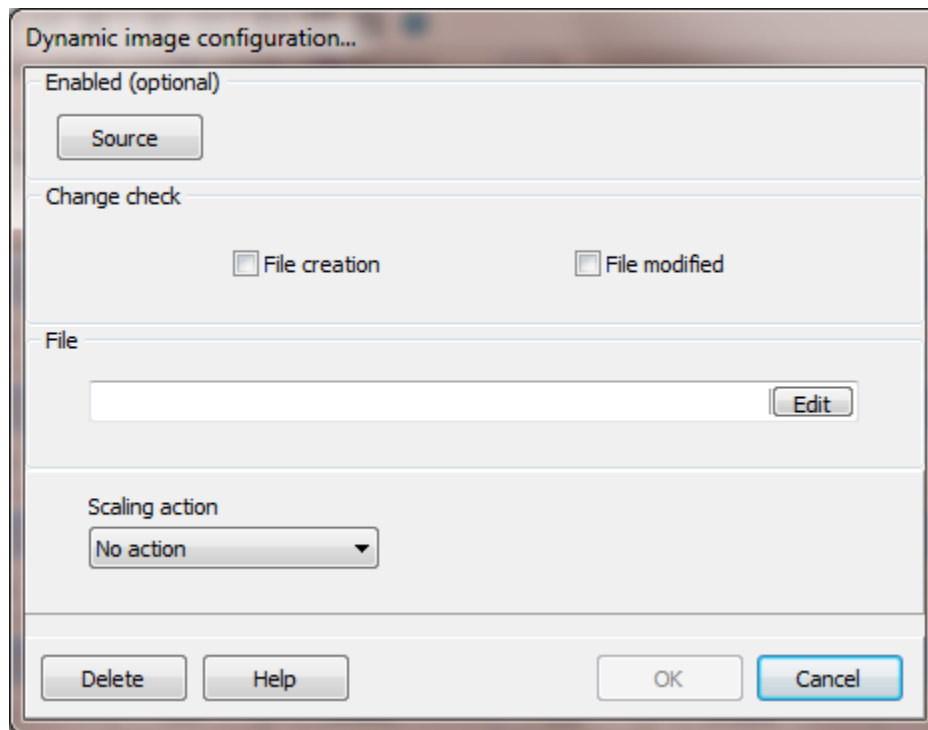 Dynamic image configuration...
Enabled (optional)
Source
Change check
File creation File modified
File
Edit
Scaling action
No action
Delete Help OK Cancel